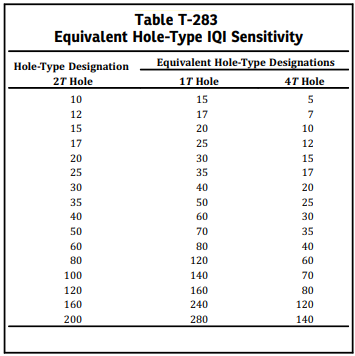 Table T-283
Equivalent Hole-Type IQI Sensitivity
Hole-Type Designation Equivalent Hole-Type Designations
2T Hole 1T Hole 4T Hole
10 15 5
12 17 7
15 20 10
17 25 12
20 30 15
25 35 17
30 40 20
35 50 25
40 60 30
50 70 35
60 80 40
80 120 60
100 140 70
120 160 80
160 240 120
200 280 140